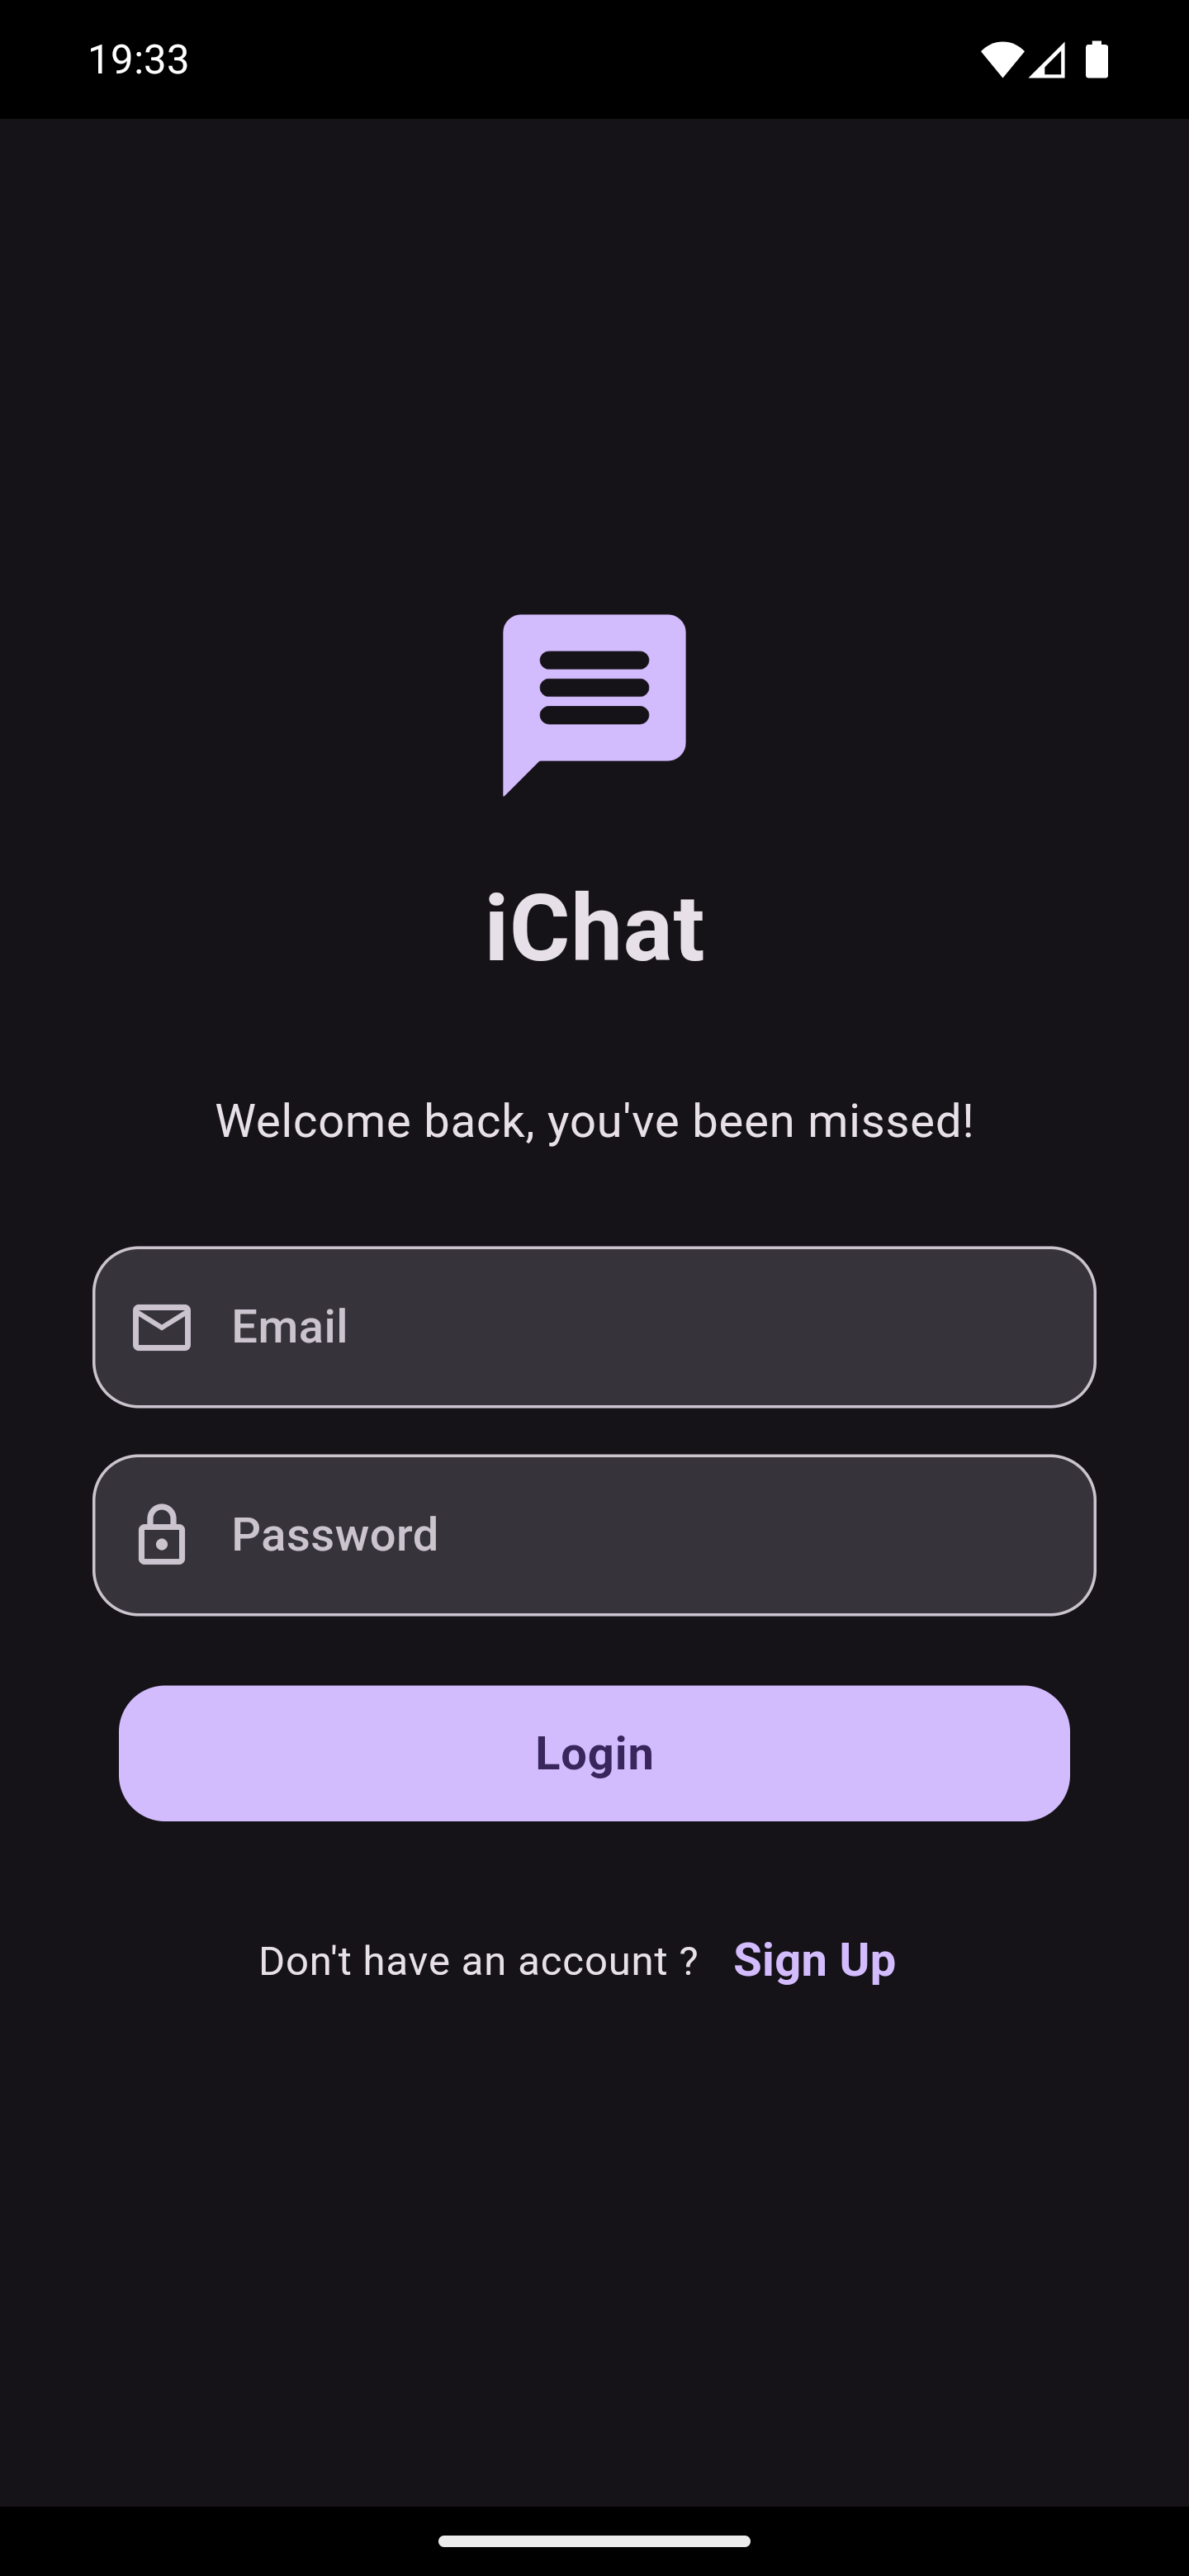 19:33
iChat
Welcome back, you've been missed!
Email
Password
Login
Don't have an account ? Sign Up